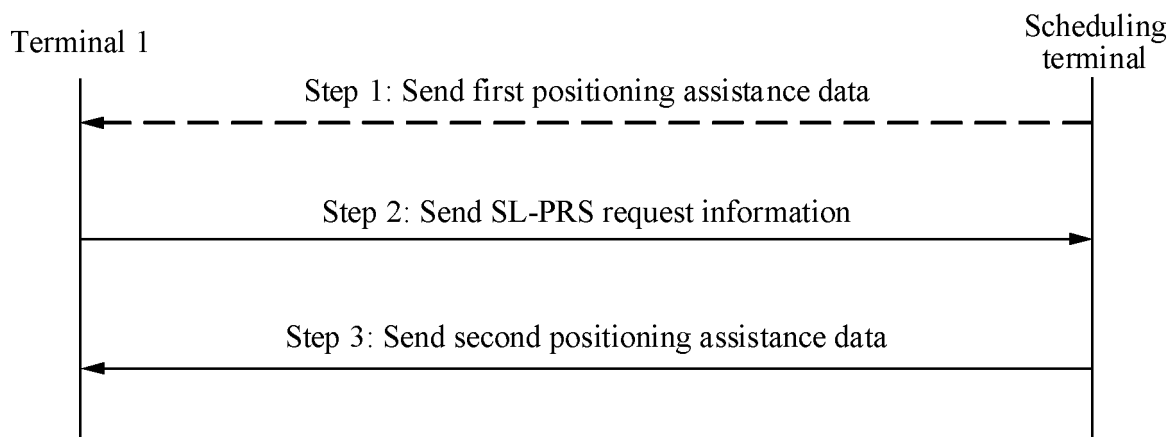 Terminal 1
Scheduling
terminal
Step 1: Send first positioning assistance data
Step 2: Send SL-PRS request information
Step 3: Send second positioning assistance data